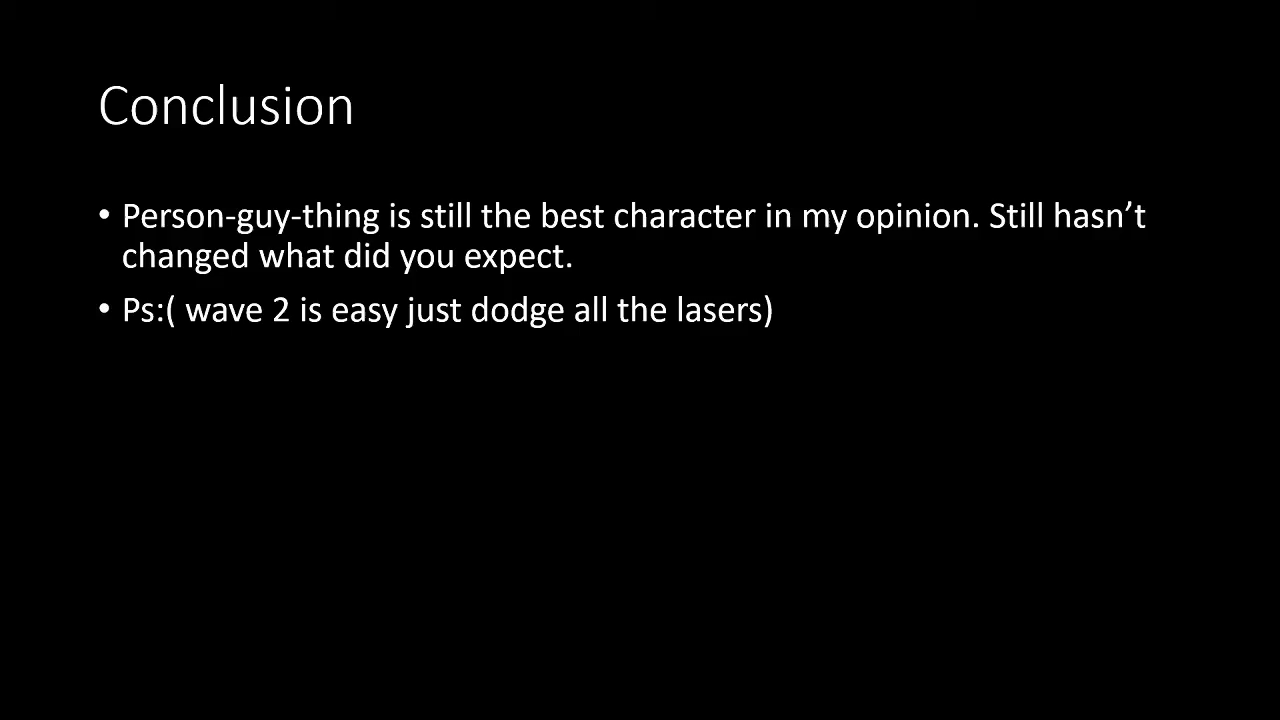 Conclusion
• Person-guy-thing is still the best character in my opinion. Still hasn’t
changed what did you expect.
• Ps:( wave 2 is easy just dodge all the lasers)